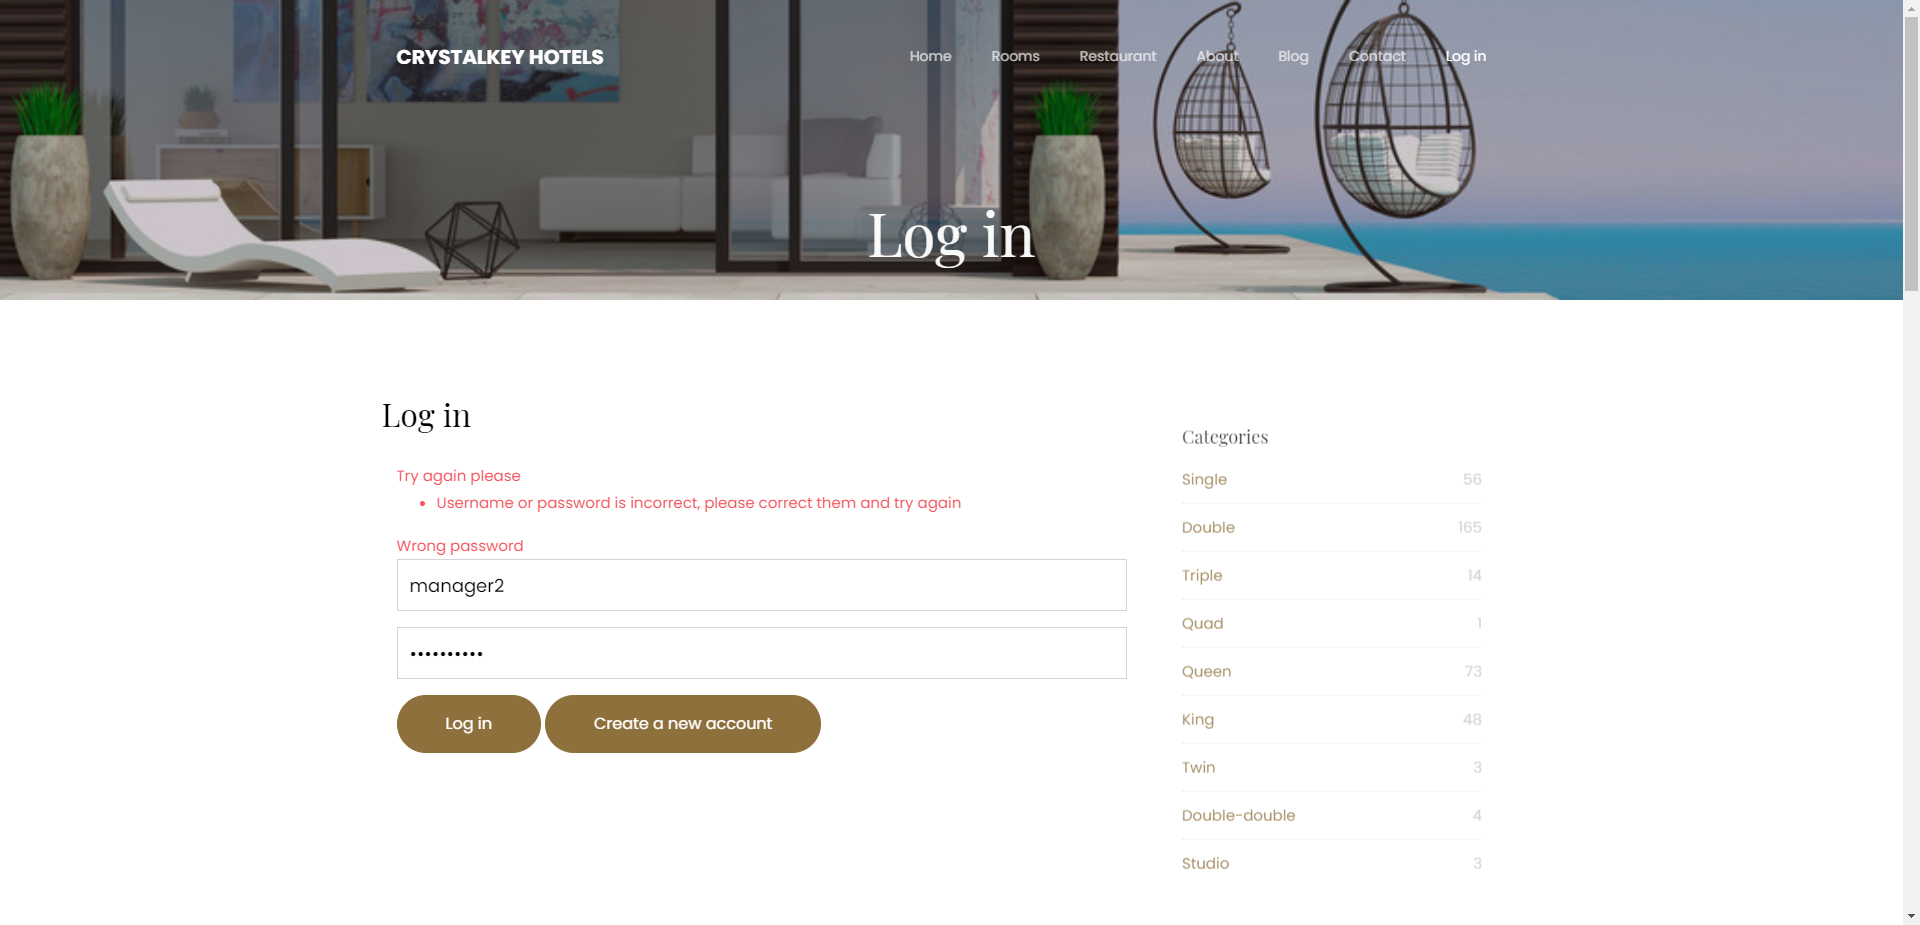 CRYSTALKEY HOTELS
Home Rooms Restaurant About Blog Contact Log in
Log in
Log in
Try again please
Username or password is incorrect, please correct them and try again
Wrong password
manager2
Log in Create a new account
Categories
Single 56
Double 165
Triple 14
Quad 1
Queen 73
King 48
Twin 3
Double-double 4
Studio 3